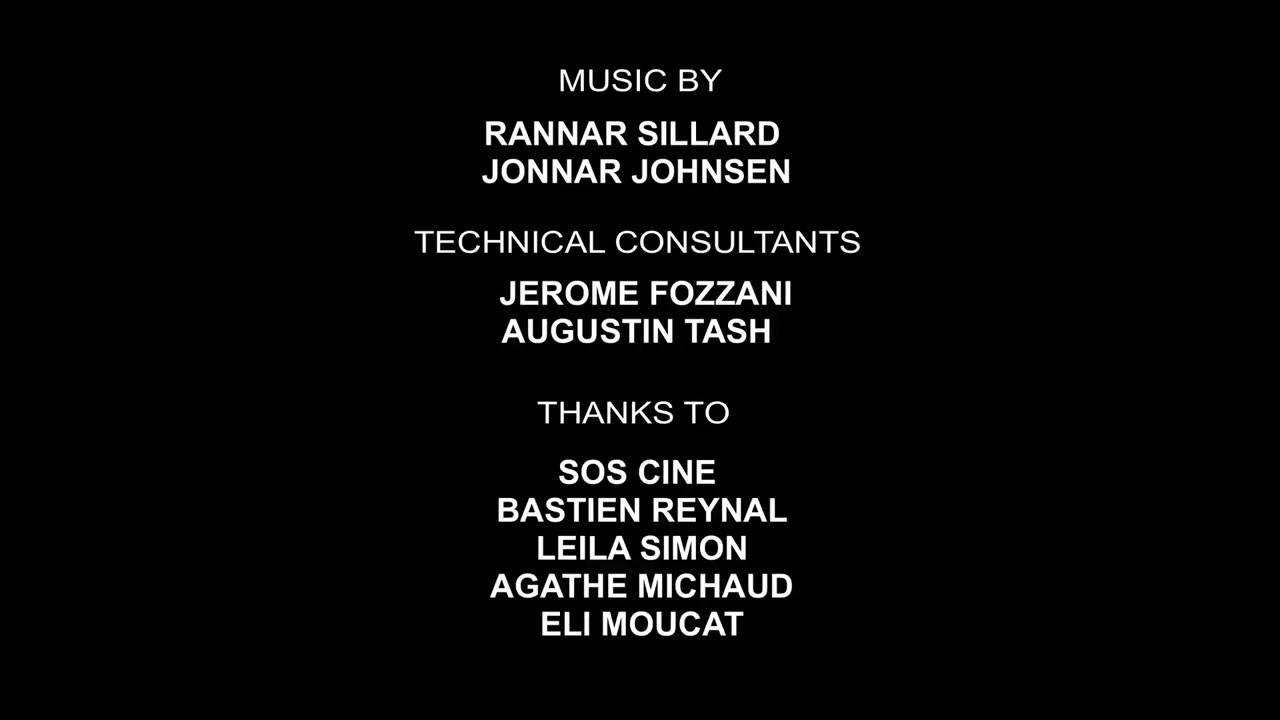 MUSIC BY
RANNAR SILLARD
JONNAR JOHNSEN
TECHNICAL CONSULTANTS
JEROME FOZZANI
AUGUSTIN TASH
THANKS TO
SOS CINE
BASTIEN REYNAL
LEILA SIMON
AGATHE MICHAUD
ELI MOUCAT